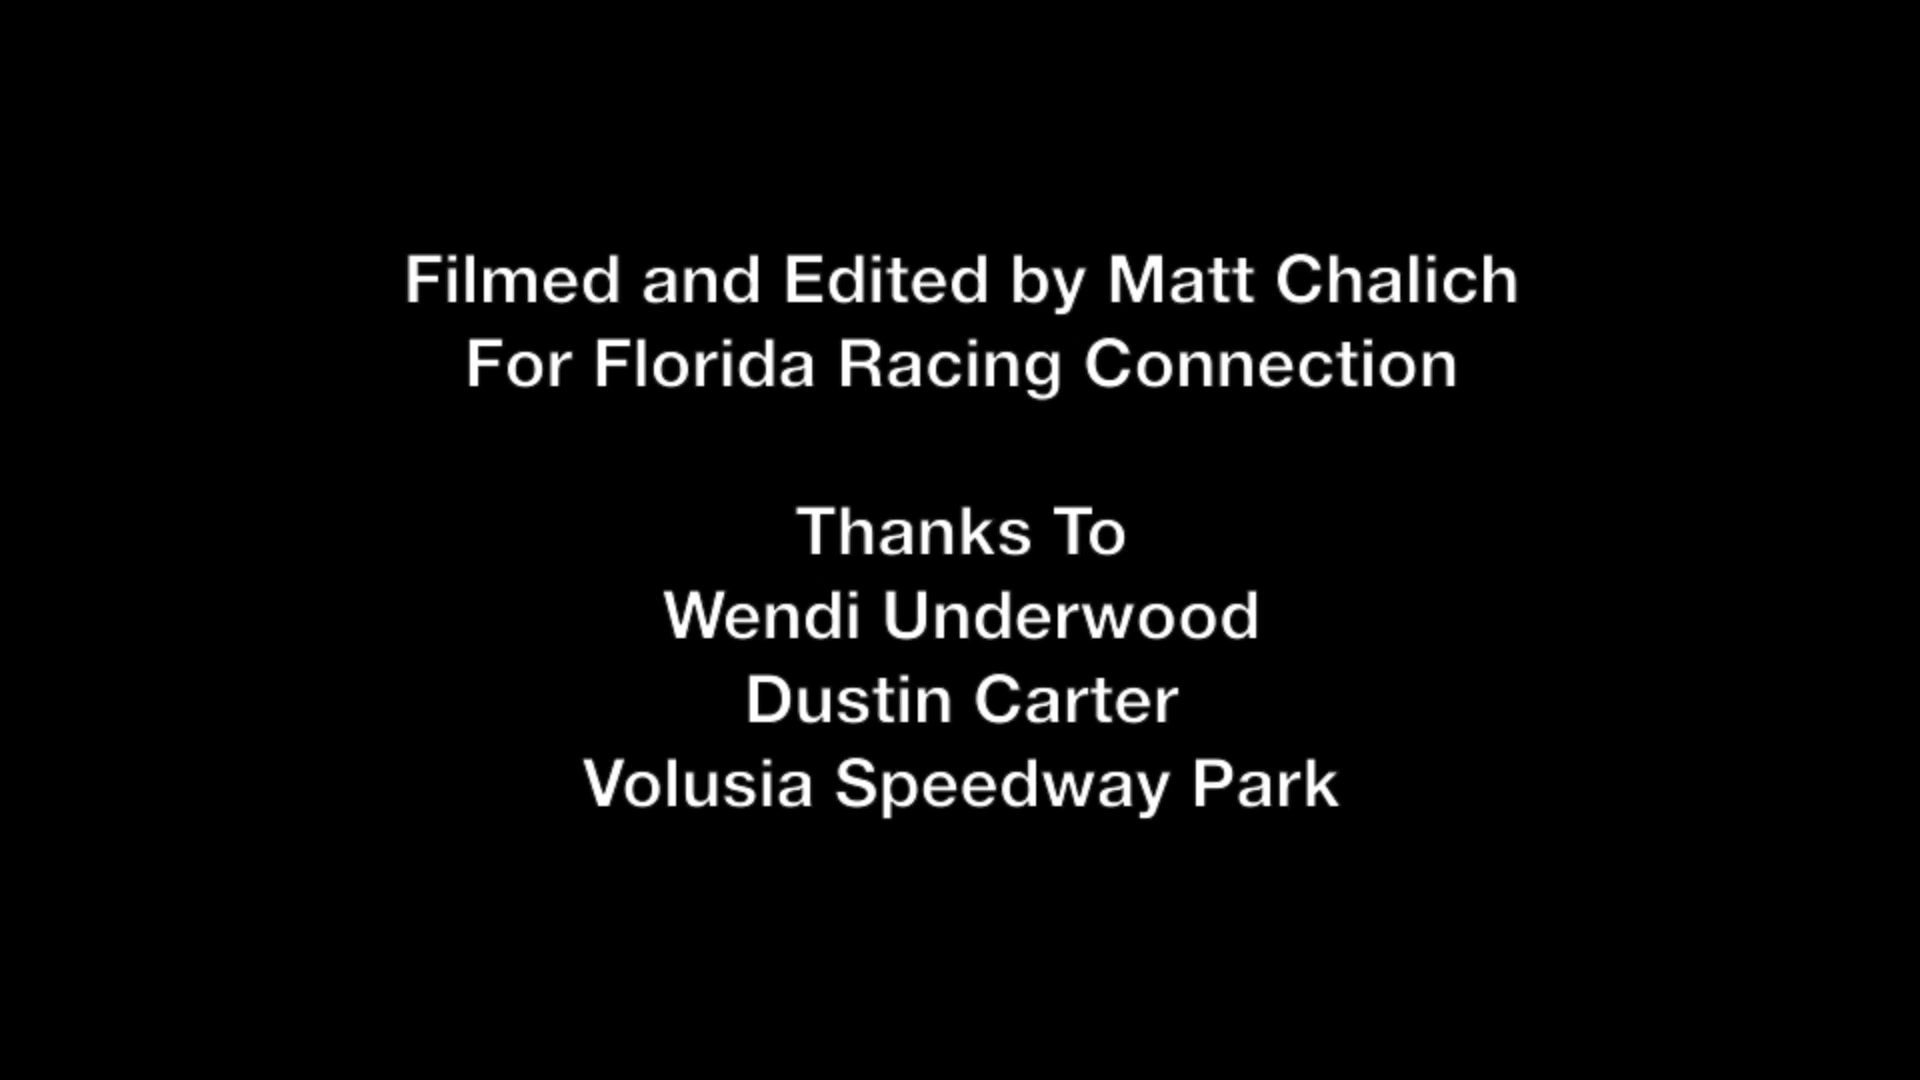 Filmed and Edited by Matt Chalich
For Florida Racing Connection
Thanks To
Wendi Underwood
Dustin Carter
Volusia Speedway Park